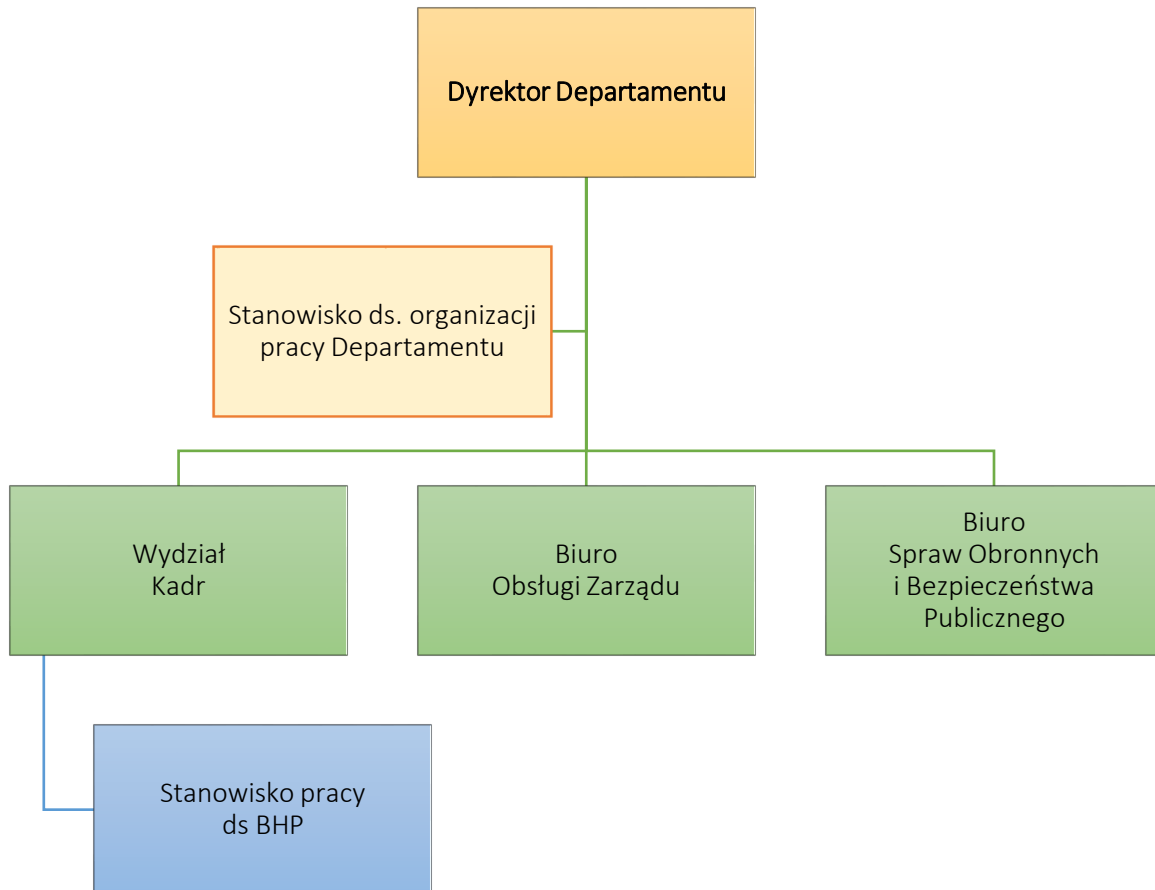 Dyrektor Departamentu
Stanowisko ds. organizacji
pracy Departamentu
Wydział
Kadr
Biuro
Obsługi Zarządu
Biuro
Spraw Obronnych
i Bezpieczeństwa
Publicznego
Stanowisko pracy
ds BHP